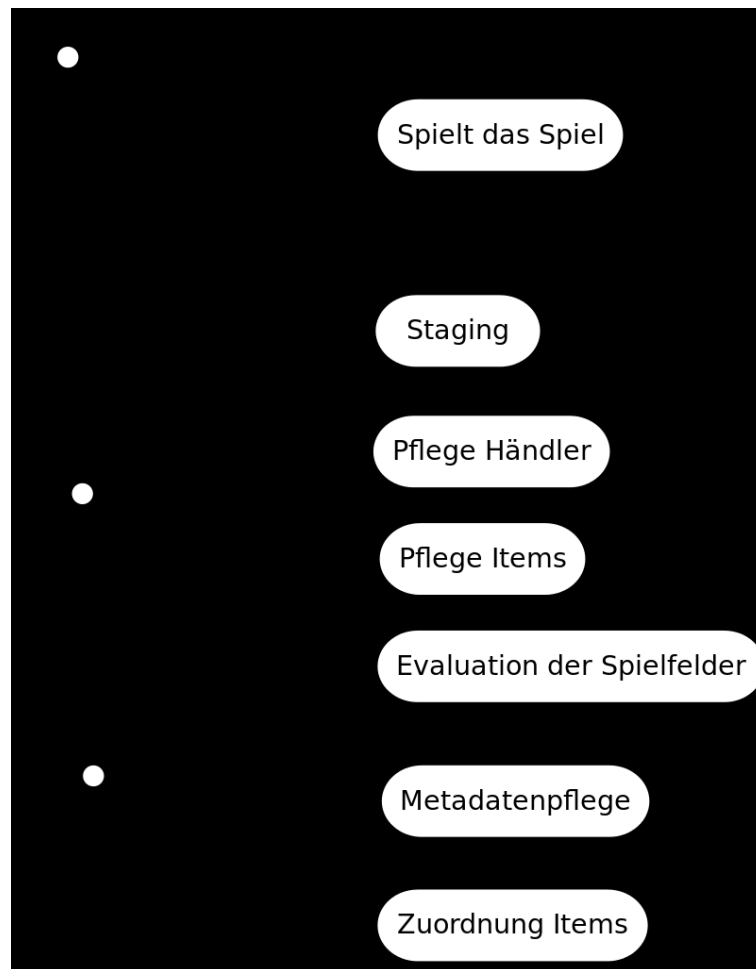 Spielt das Spiel
Staging
Pflege Händler
Pflege Items
Evaluation der Spielfelder
Metadatenpflege
Zuordnung Items